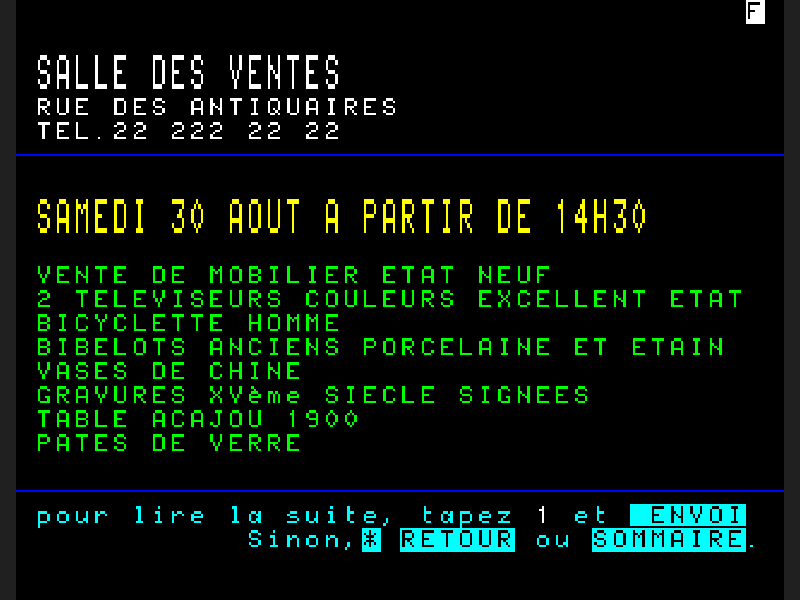 F
SALLE DES VENTES
RUE DES ANTIQUAIRES
TEL.22 222 22 22
SAMEDI 30 AOUT A PARTIR DE 14H30
VENTE DE MOBILIER ETAT NEUF
2 TELEVISEURS COULEURS EXCELLENT ETAT
BICYCLETTE HOMME
BIBELOTS ANCIENS PORCELAINE ET ETAIN
VASES DE CHINE
GRAVURES XVème SIECLE SIGNEES
TABLE ACAJOU 1900
PATES DE VERRE
pour lire la suite, tapez 1 et ENVOI
Sinon,* RETOUR ou SOMMAIRE.